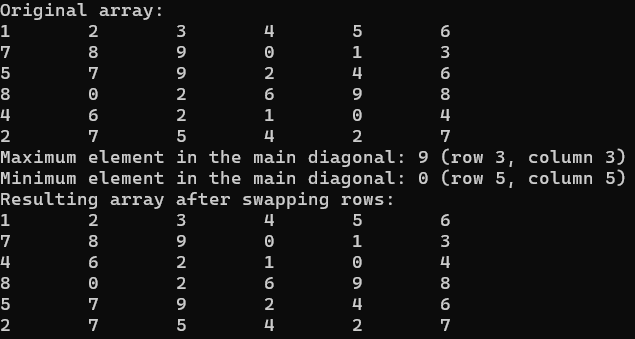 Original array:
1 2 3 4 5 6
7 8 9 0 1 3
5 7 9 2 4 6
8 0 2 6 9 8
4 6 2 1 0 4
2 7 5 4 2 7
Maximum element in the main diagonal: 9 (row 3, column 3)
Minimum element in the main diagonal: 0 (row 5, column 5)
Resulting array after swapping rows:
1 2 3 4 5 6
7 8 9 0 1 3
4 6 2 1 0 4
8 0 2 6 9 8
5 7 9 2 4 6
2 7 5 4 2 7